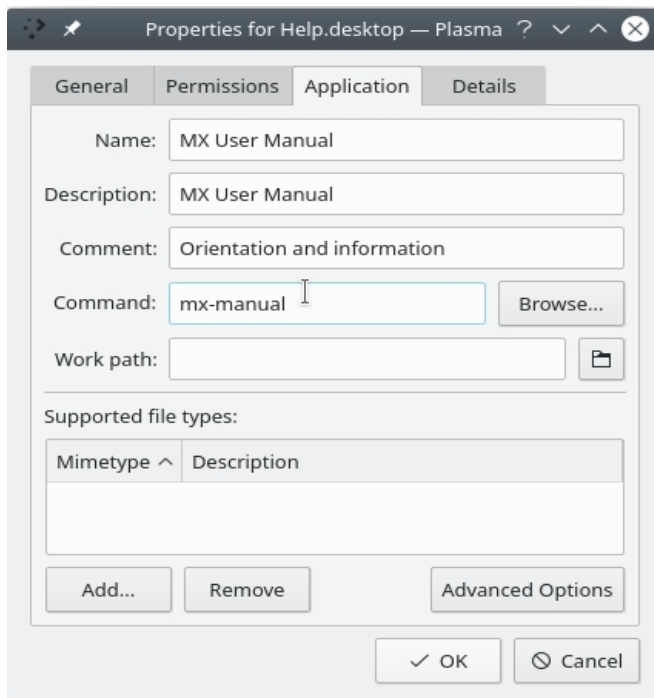 Properties for Help.desktop — Plasma ?
General Permissions Application Details
Name: MX User Manual
Description: MX User Manual
Comment: Orientation and information
Command: mx-manual Browse...
Work path:
Supported file types:
Mimetype Description
Add... Remove Advanced Options
OK Cancel